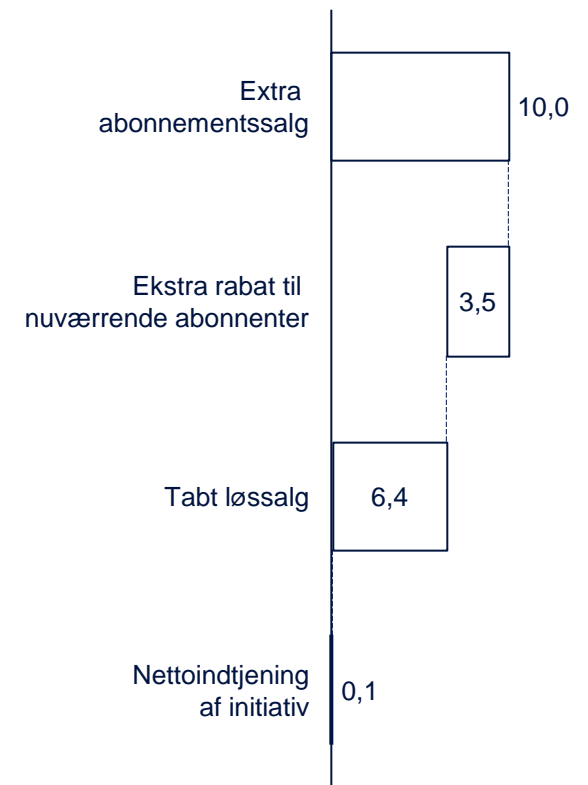 Extra
abonnementssalg
10,0
Ekstra rabat til
nuværrende abonnenter
3,5
Tabt løssalg
6,4
Nettoindtjening
af initiativ
0,1